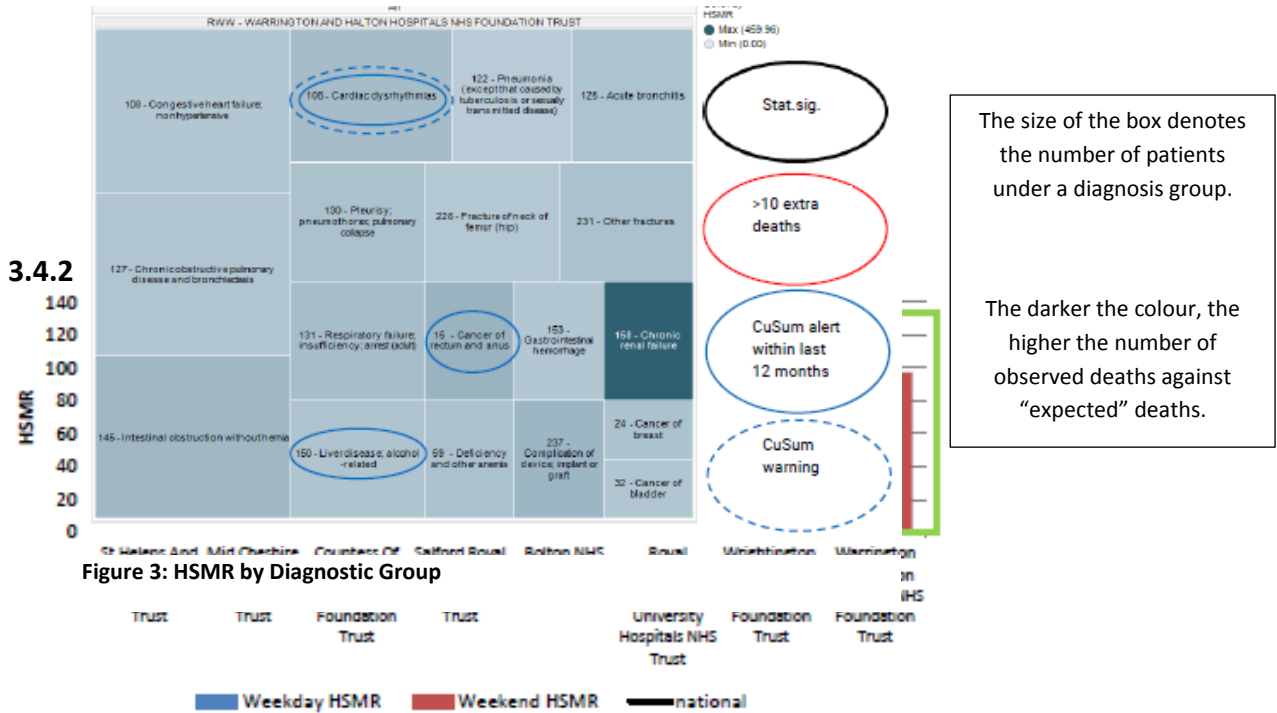 RWW - WARRINGTON AND HALTON HOSPITALS NHS FOUNDATION TRUST
HSMR
Max (459.96)
Min (0.00)
108 - Congestive heart failure;
nonhypertensive
106 - Cardiac dysrhythmias
122 - Pneumonia
(except that caused by
tuberculosis or sexually
transmitted disease)
125 - Acute bronchitis
127 - Chronic obstructive pulmonary
disease and bronchiectasis
130 - Pleurisy;
pneumothorax; pulmonary
collapse
226 - Fracture of neck of
femur (hip)
231 - Other fractures
131 - Respiratory failure;
insufficiency; arrest (adult)
15 - Cancer of
rectum and anus
153 -
Gastrointestinal
hemorrhage
158 - Chronic
renal failure
145 - Intestinal obstruction without hernia
150 - Liver disease; alcohol
-related
59 - Deficiency
and other anemia
237 -
Complication of
device; implant or
graft
24 - Cancer of
breast
32 - Cancer of
bladder
Stat.sig.
>10 extra
deaths
CuSum alert
within last
12 months
CuSum
warning
The size of the box denotes
the number of patients
under a diagnosis group.
The darker the colour, the
higher the number of
observed deaths against
“expected” deaths.
3.4.2
140
120
100
80
60
40
20
0
HSMR
St Helens And
Mid Cheshire
Countess Of
Salford Royal
Bolton NHS
Royal
Wrightington
Warrington
on
NHS
Figure 3: HSMR by Diagnostic Group
Trust
Trust
Foundation
Trust
Trust
University
Hospitals NHS
Trust
Foundation
Trust
Foundation
Trust
Weekday HSMR
Weekend HSMR
national